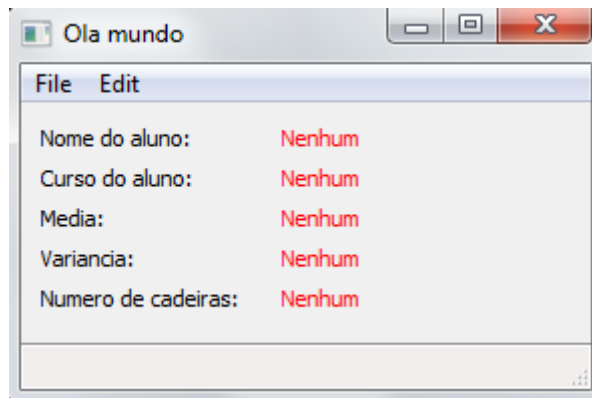 Ola mundo
File Edit
Nome do aluno: Nenhum
Curso do aluno: Nenhum
Media: Nenhum
Variancia: Nenhum
Numero de cadeiras: Nenhum